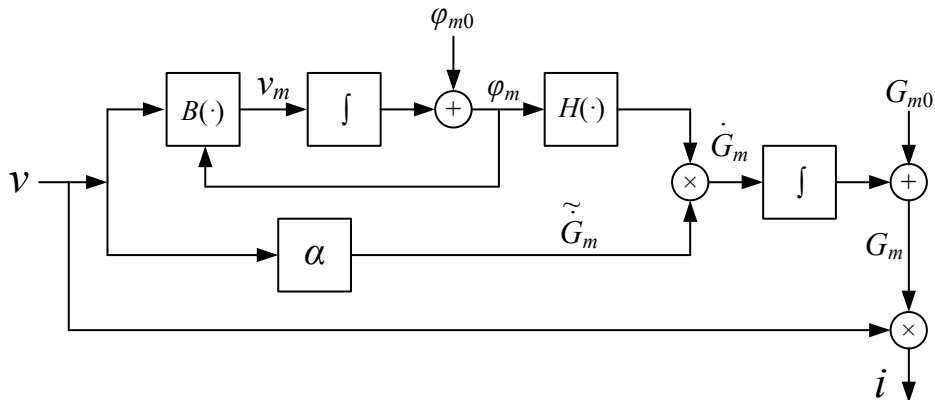 φm0
B(·)
vm
∫
+
φm
H(·)
Gm0
v
×
Ġm
∫
+
α
G̃̇m
Gm
×
i